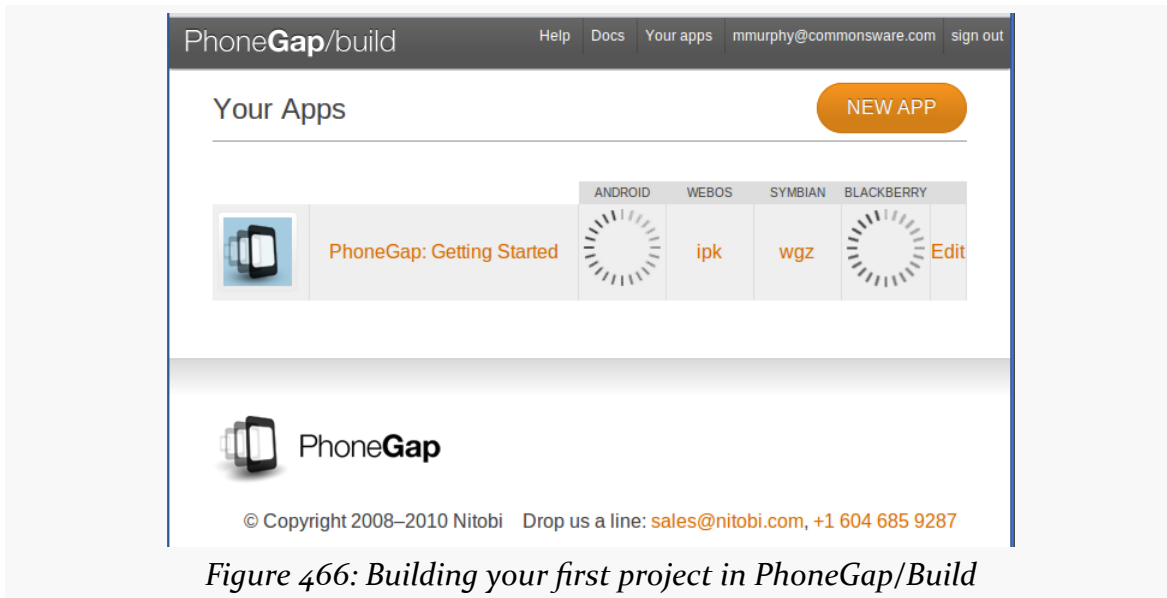 PhoneGap/build Help Docs Your apps mmurphy@commonsware.com sign out
Your Apps NEW APP
ANDROID WEBOS SYMBIAN BLACKBERRY
PhoneGap: Getting Started ipk wgz Edit
PhoneGap
© Copyright 2008–2010 Nitobi Drop us a line: sales@nitobi.com, +1 604 685 9287
Figure 466: Building your first project in PhoneGap/Build